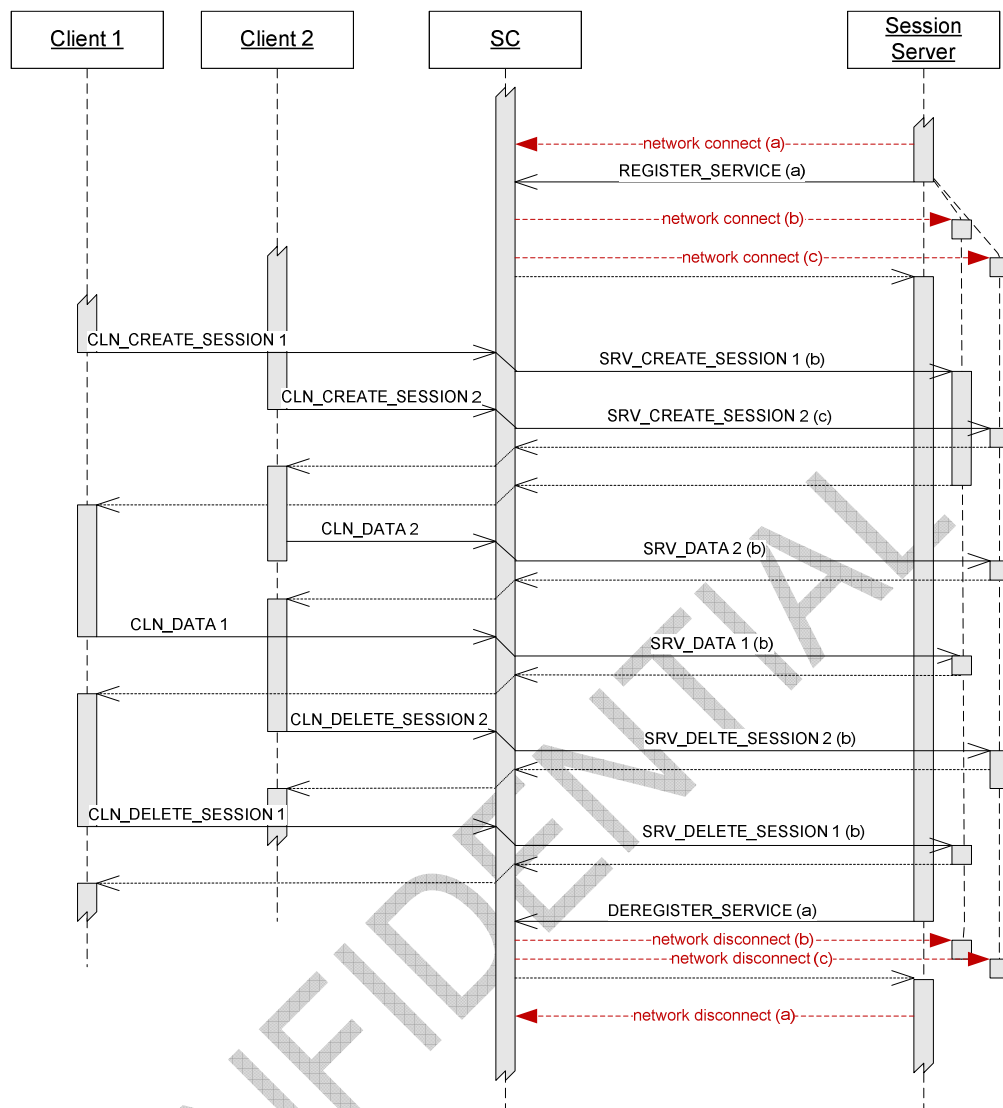 Client 1
Client 2
SC
Session
Server
network connect (a)
REGISTER_SERVICE (a)
network connect (b)
network connect (c)
CLN_CREATE_SESSION 1
SRV_CREATE_SESSION 1 (b)
CLN_CREATE_SESSION 2
SRV_CREATE_SESSION 2 (c)
CLN_DATA 2
SRV_DATA 2 (b)
CLN_DATA 1
SRV_DATA 1 (b)
CLN_DELETE_SESSION 2
SRV_DELTE_SESSION 2 (b)
CLN_DELETE_SESSION 1
SRV_DELETE_SESSION 1 (b)
DEREGISTER_SERVICE (a)
network disconnect (b)
network disconnect (c)
network disconnect (a)
NFIDENTIAL